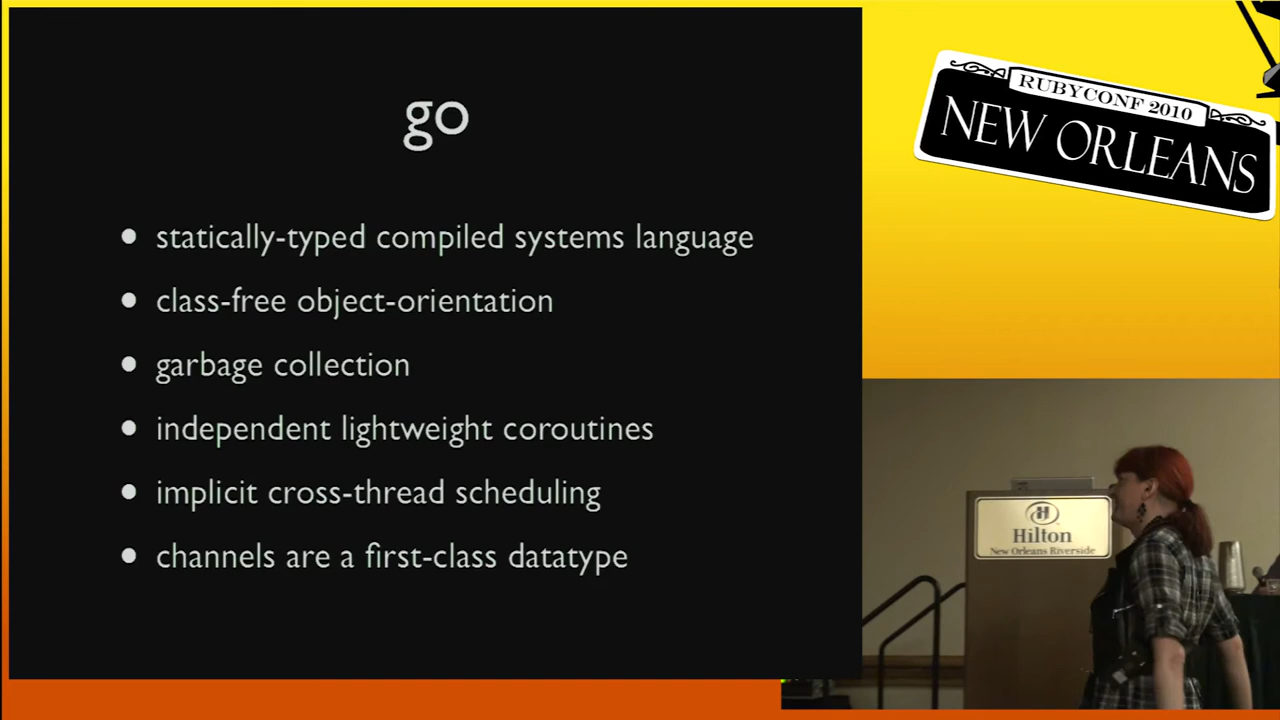 go
• statically-typed compiled systems language
• class-free object-orientation
• garbage collection
• independent lightweight coroutines
• implicit cross-thread scheduling
• channels are a first-class datatype
RUBYCONF 2010
NEW ORLEANS
H
Hilton
New Orleans Riverside